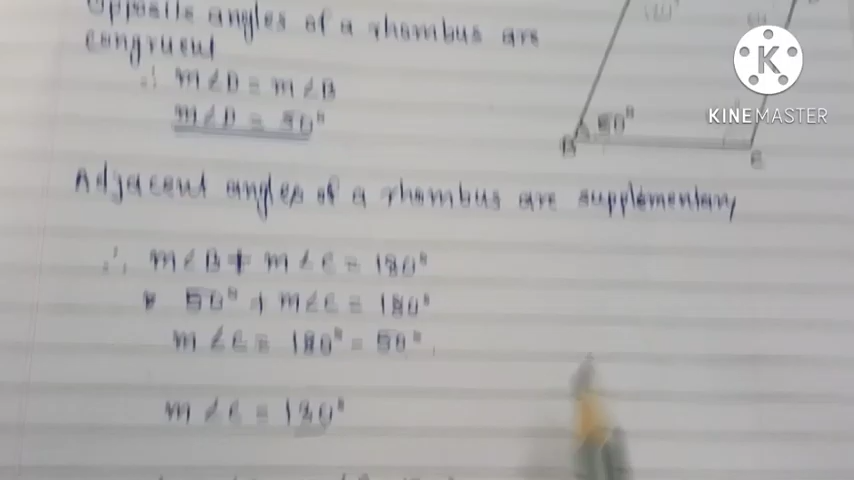 Opposite angles of a rhombus are
congruent
∴ m∠D = m∠B
m∠D = 50°
B 50°
C
K
KINEMASTER
Adjacent angles of a rhombus are supplementary
∴ m∠B + m∠C = 180°
50° + m∠C = 180°
m∠C = 180° - 50°
m∠C = 130°